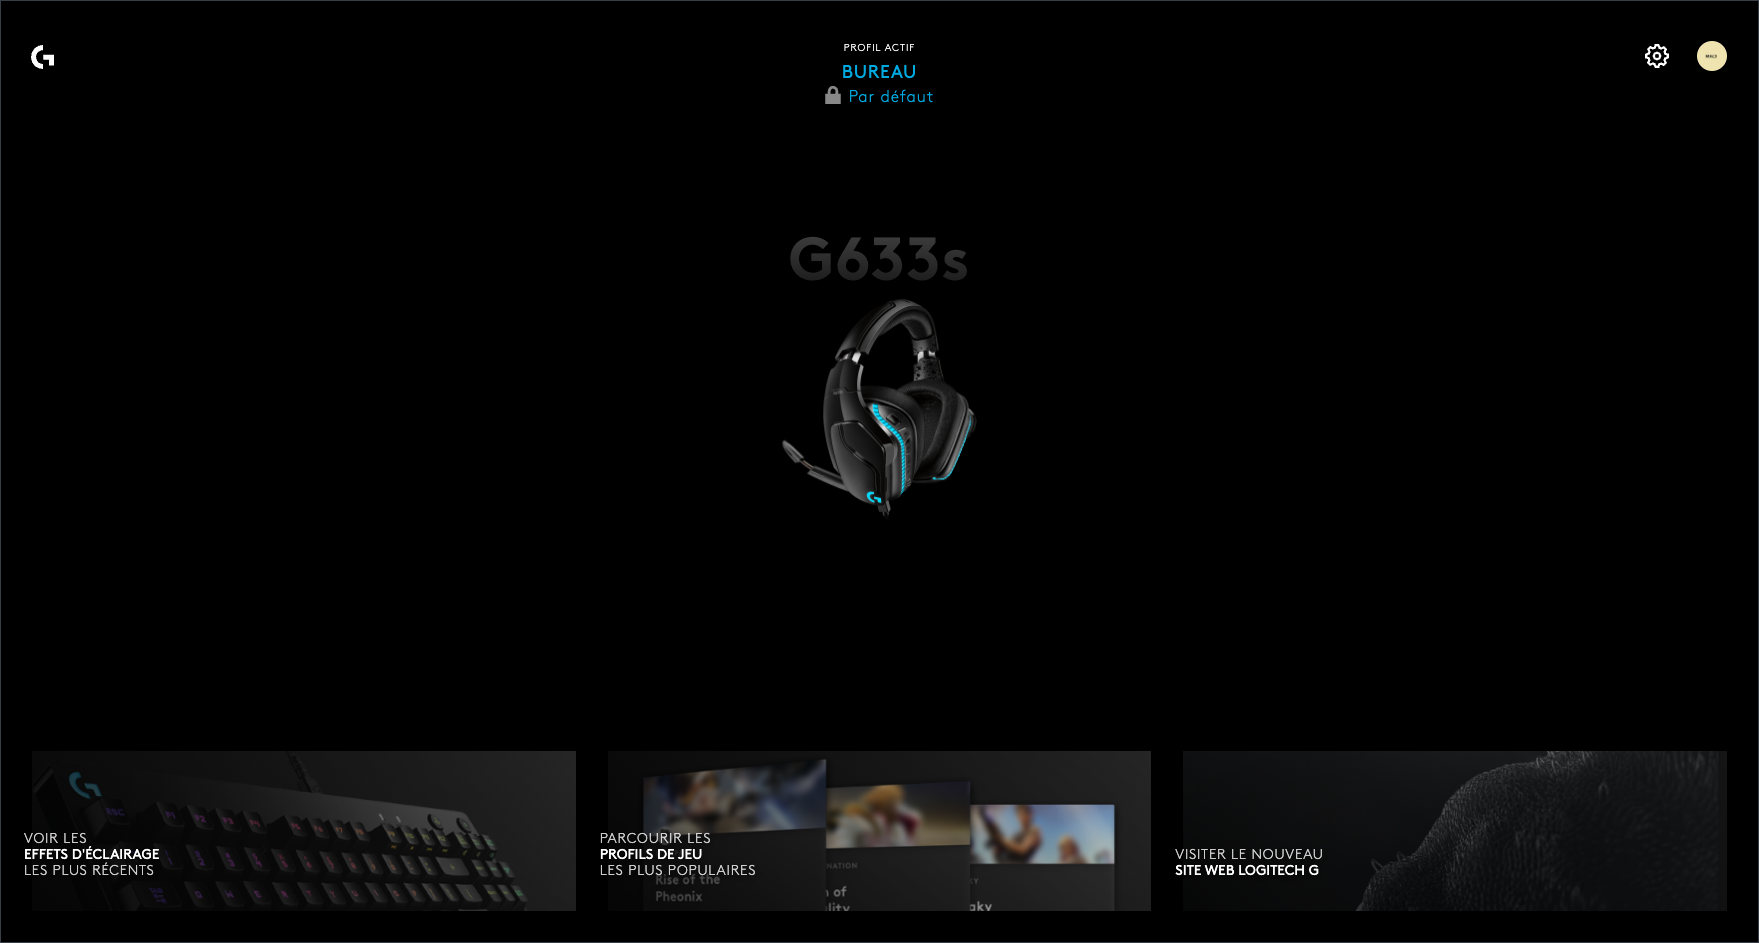 PROFIL ACTIF
BUREAU
Par défaut
G633s
VOIR LES
EFFETS D'ÉCLAIRAGE
LES PLUS RÉCENTS
PARCOURIR LES
PROFILS DE JEU
LES PLUS POPULAIRES
Rise of the
Pheonix
VISITER LE NOUVEAU
SITE WEB LOGITECH G